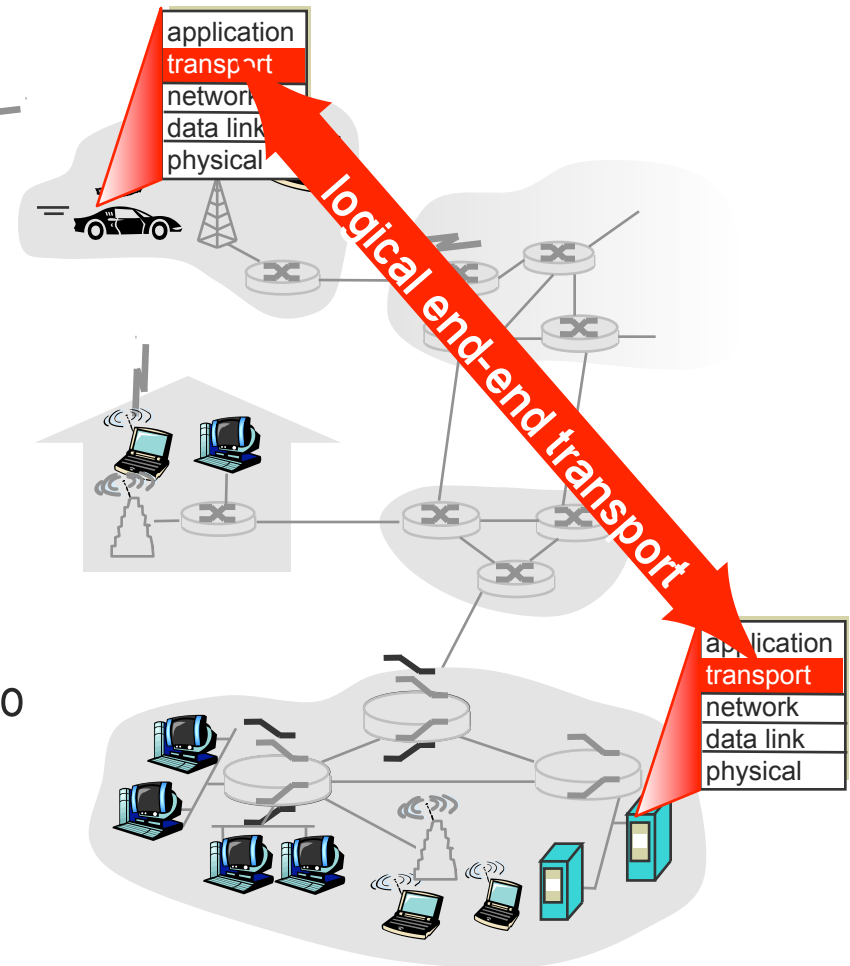 application
transport
network
data link
physical
logical end-end transport
o
application
transport
network
data link
physical